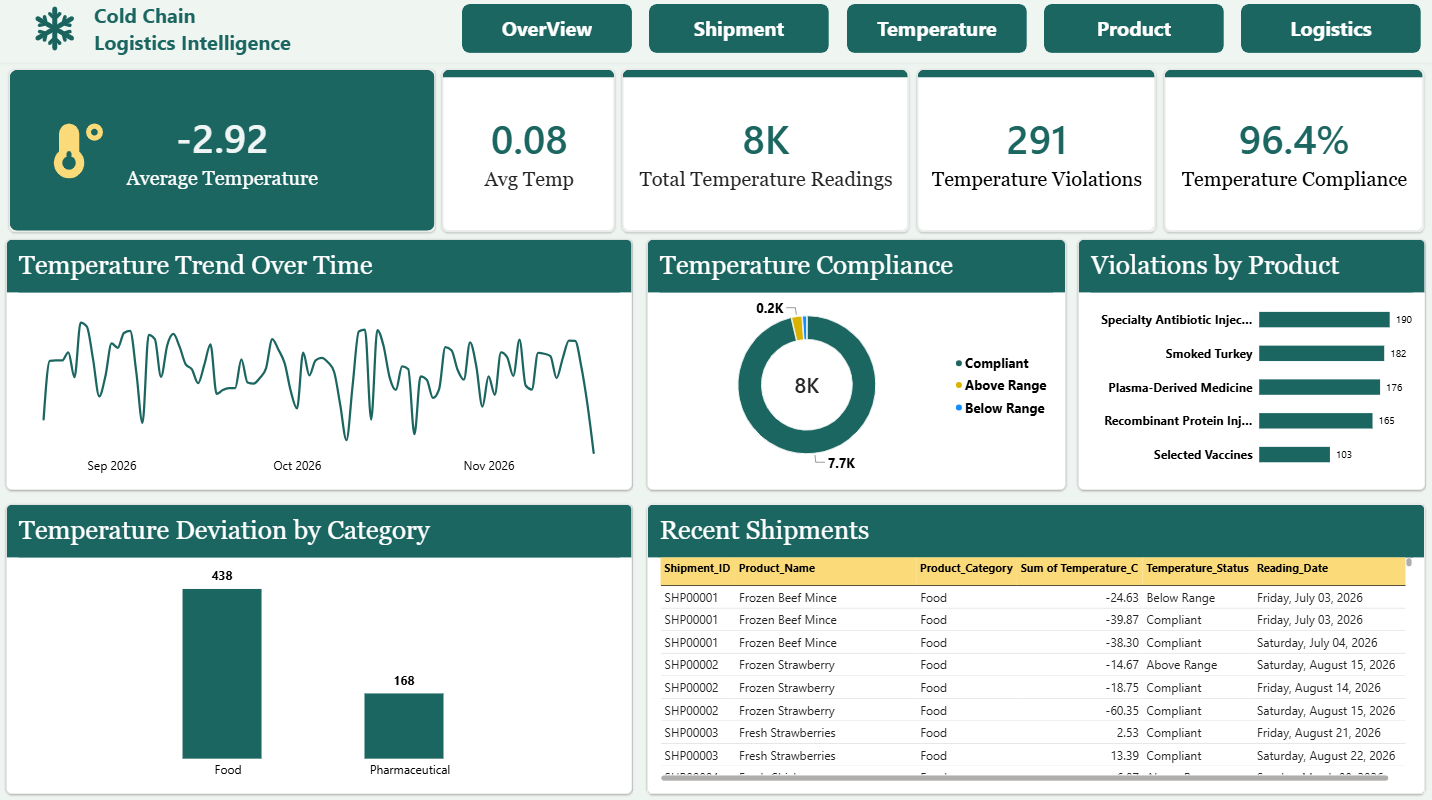 Cold Chain
Logistics Intelligence
OverView
Shipment
Temperature
Product
Logistics
-2.92
Average Temperature
0.08
Avg Temp
8K
Total Temperature Readings
291
Temperature Violations
96.4%
Temperature Compliance
Temperature Trend Over Time
Sep 2026 Oct 2026 Nov 2026
Temperature Compliance
0.2K
8K
7.7K
Compliant
Above Range
Below Range
Violations by Product
Specialty Antibiotic Injec... 190
Smoked Turkey 182
Plasma-Derived Medicine 176
Recombinant Protein Inj... 165
Selected Vaccines 103
Temperature Deviation by Category
438
168
Food Pharmaceutical
Recent Shipments
Shipment_ID Product_Name Product_Category Sum of Temperature_C Temperature_Status Reading_Date
SHP00001 Frozen Beef Mince Food -24.63 Below Range Friday, July 03, 2026
SHP00001 Frozen Beef Mince Food -39.87 Compliant Friday, July 03, 2026
SHP00001 Frozen Beef Mince Food -38.30 Compliant Saturday, July 04, 2026
SHP00002 Frozen Strawberry Food -14.67 Above Range Saturday, August 15, 2026
SHP00002 Frozen Strawberry Food -18.75 Compliant Friday, August 14, 2026
SHP00002 Frozen Strawberry Food -60.35 Compliant Saturday, August 15, 2026
SHP00003 Fresh Strawberries Food 2.53 Compliant Friday, August 21, 2026
SHP00003 Fresh Strawberries Food 13.39 Compliant Saturday, August 22, 2026